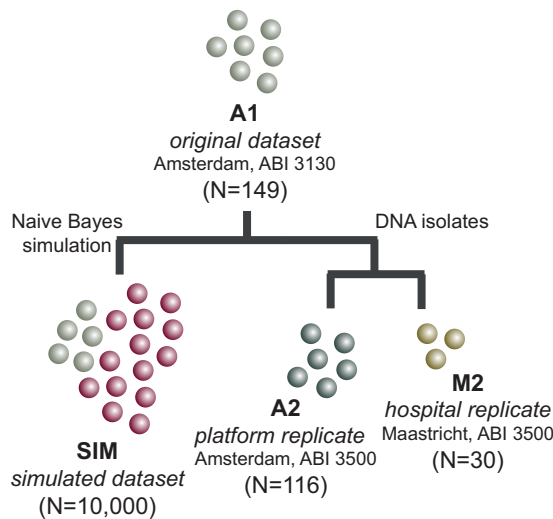 A1
original dataset
Amsterdam, ABI 3130
(N=149)
Naive Bayes
simulation
DNA isolates
SIM
simulated dataset
(N=10,000)
A2
platform replicate
Amsterdam, ABI 3500
(N=116)
M2
hospital replicate
Maastricht, ABI 3500
(N=30)